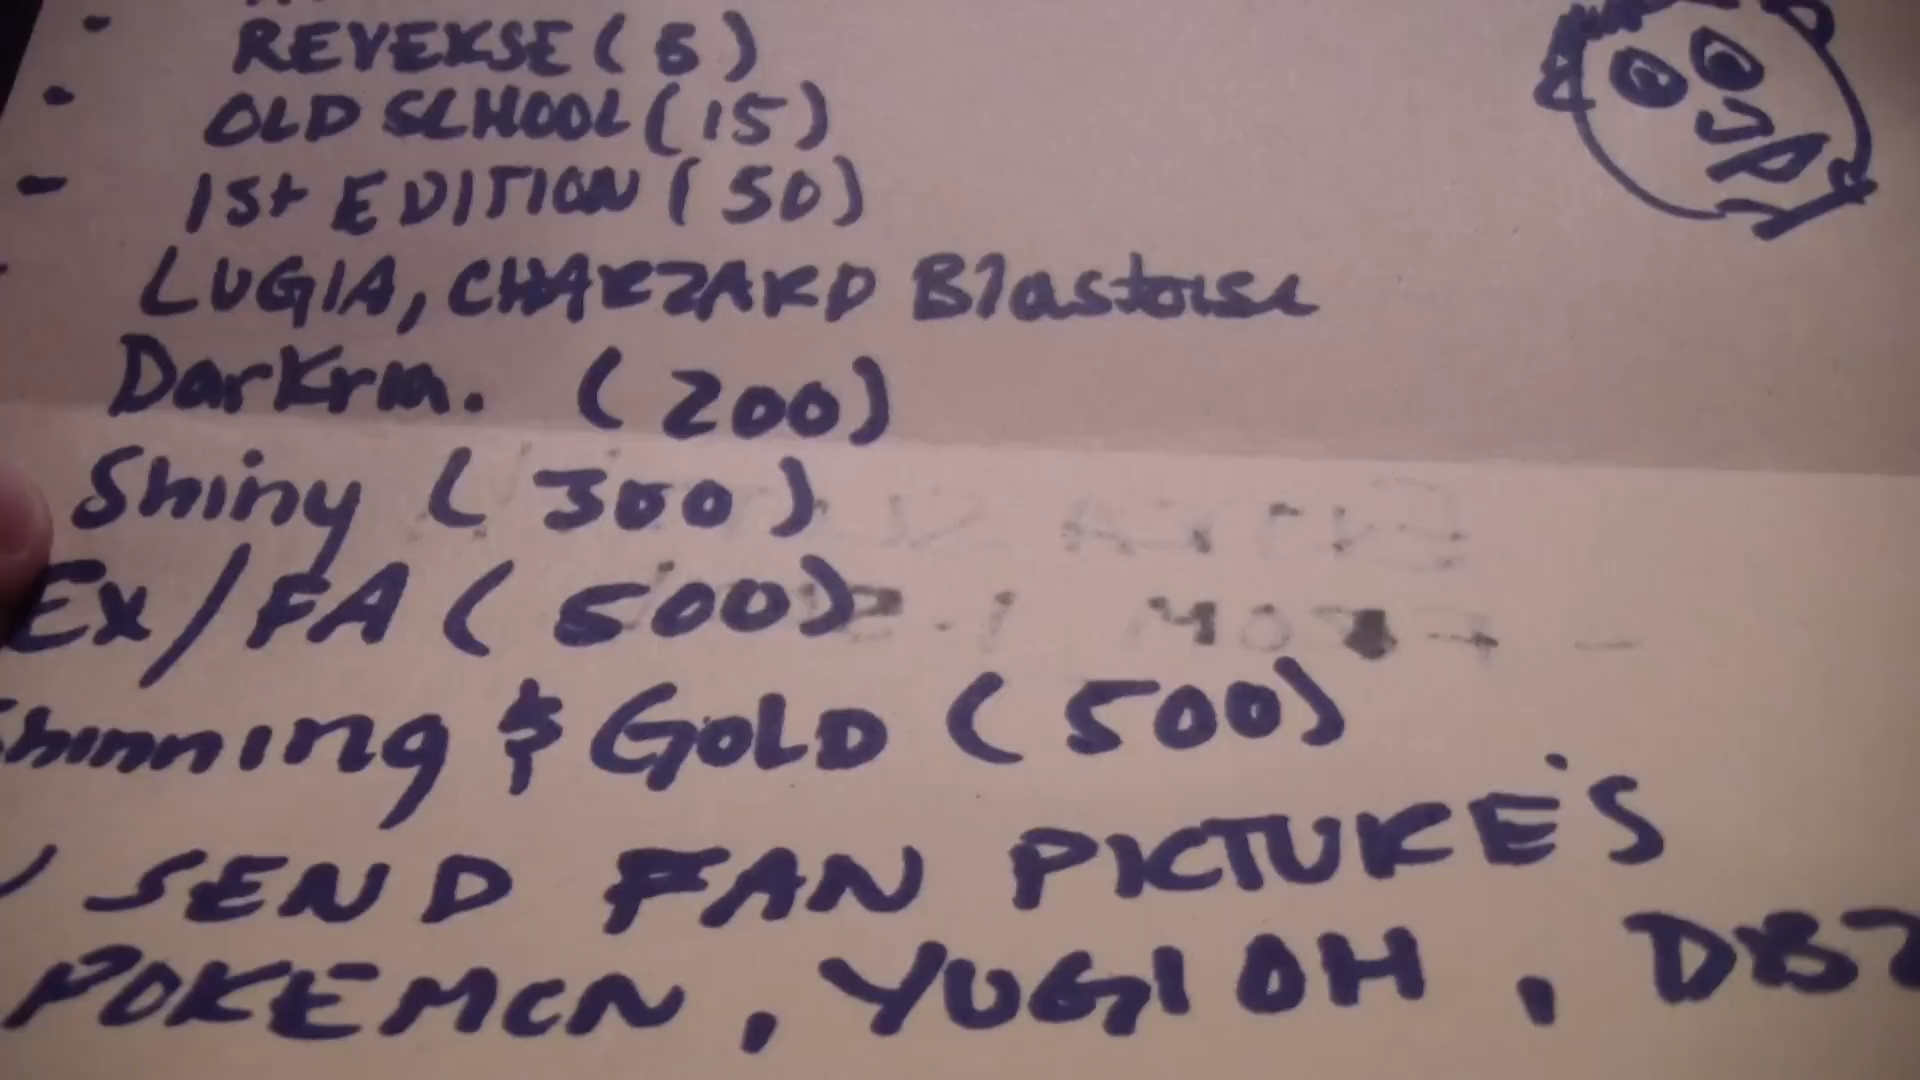 REVERSE (5)
OLD SCHOOL (15)
1St EDITION (50)
LUGIA, CHARZARD Blastoise
Darkrm. (200)
Shiny (300)
Ex/FA (500)
Shinning & GOLD (500)
SEND FAN PICTURE'S
POKEMON, YUGIOH, DBZ